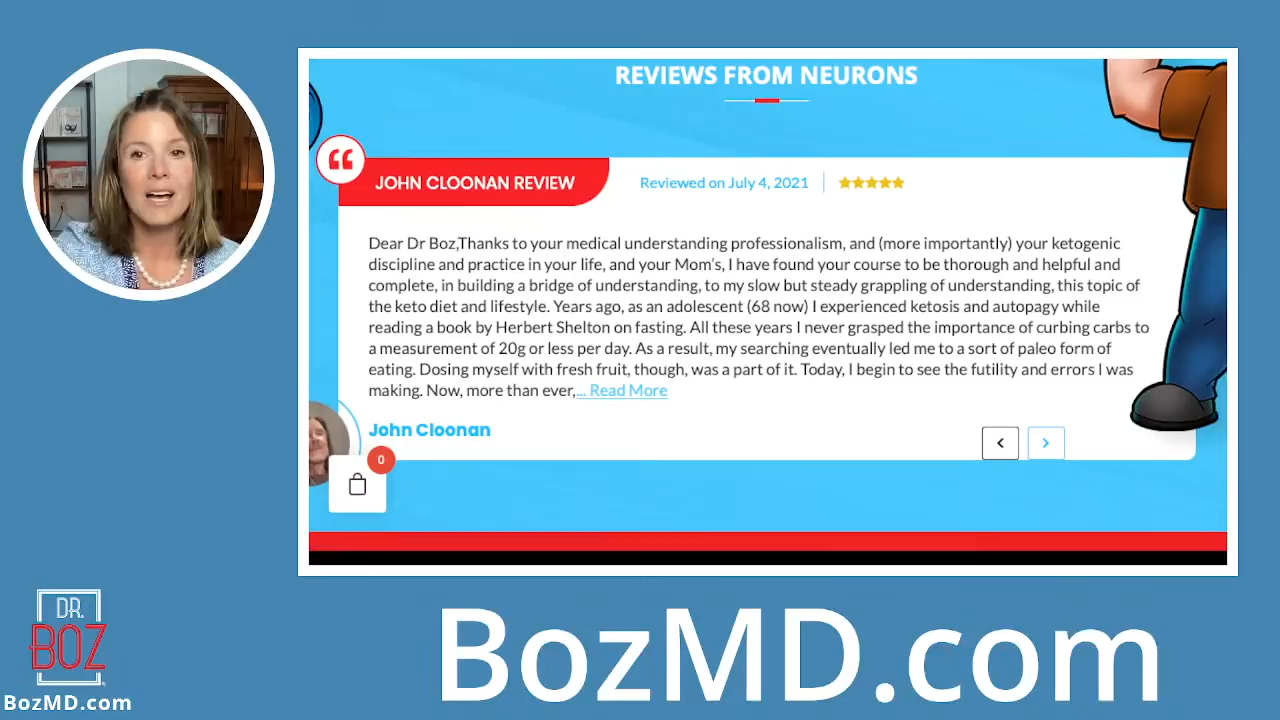 REVIEWS FROM NEURONS
JOHN CLOONAN REVIEW
Reviewed on July 4, 2021
Dear Dr Boz,Thanks to your medical understanding professionalism, and (more importantly) your ketogenic
discipline and practice in your life, and your Mom's, I have found your course to be thorough and helpful and
complete, in building a bridge of understanding, to my slow but steady grappling of understanding, this topic of
the keto diet and lifestyle. Years ago, as an adolescent (68 now) I experienced ketosis and autopagy while
reading a book by Herbert Shelton on fasting. All these years I never grasped the importance of curbing carbs to
a measurement of 20g or less per day. As a result, my searching eventually led me to a sort of paleo form of
eating. Dosing myself with fresh fruit, though, was a part of it. Today, I begin to see the futility and errors I was
making. Now, more than ever,... Read More
John Cloonan
0
DR.
BOZ
BozMD.com
BozMD.com